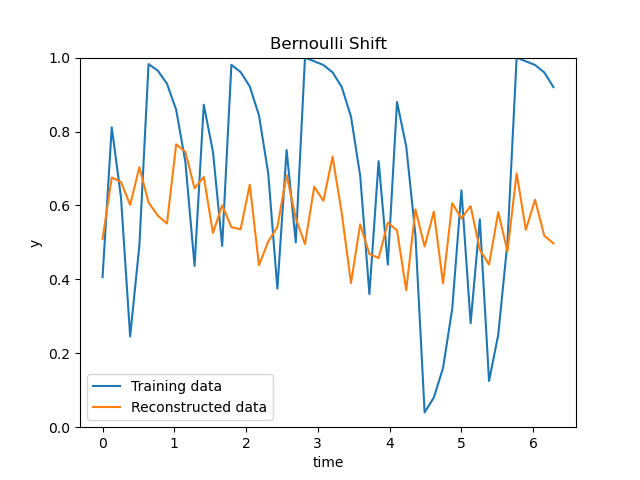 Bernoulli Shift
1.0
0.8
0.6
0.4
0.2
0.0
y
Training data
Reconstructed data
0 1 2 3 4 5 6
time